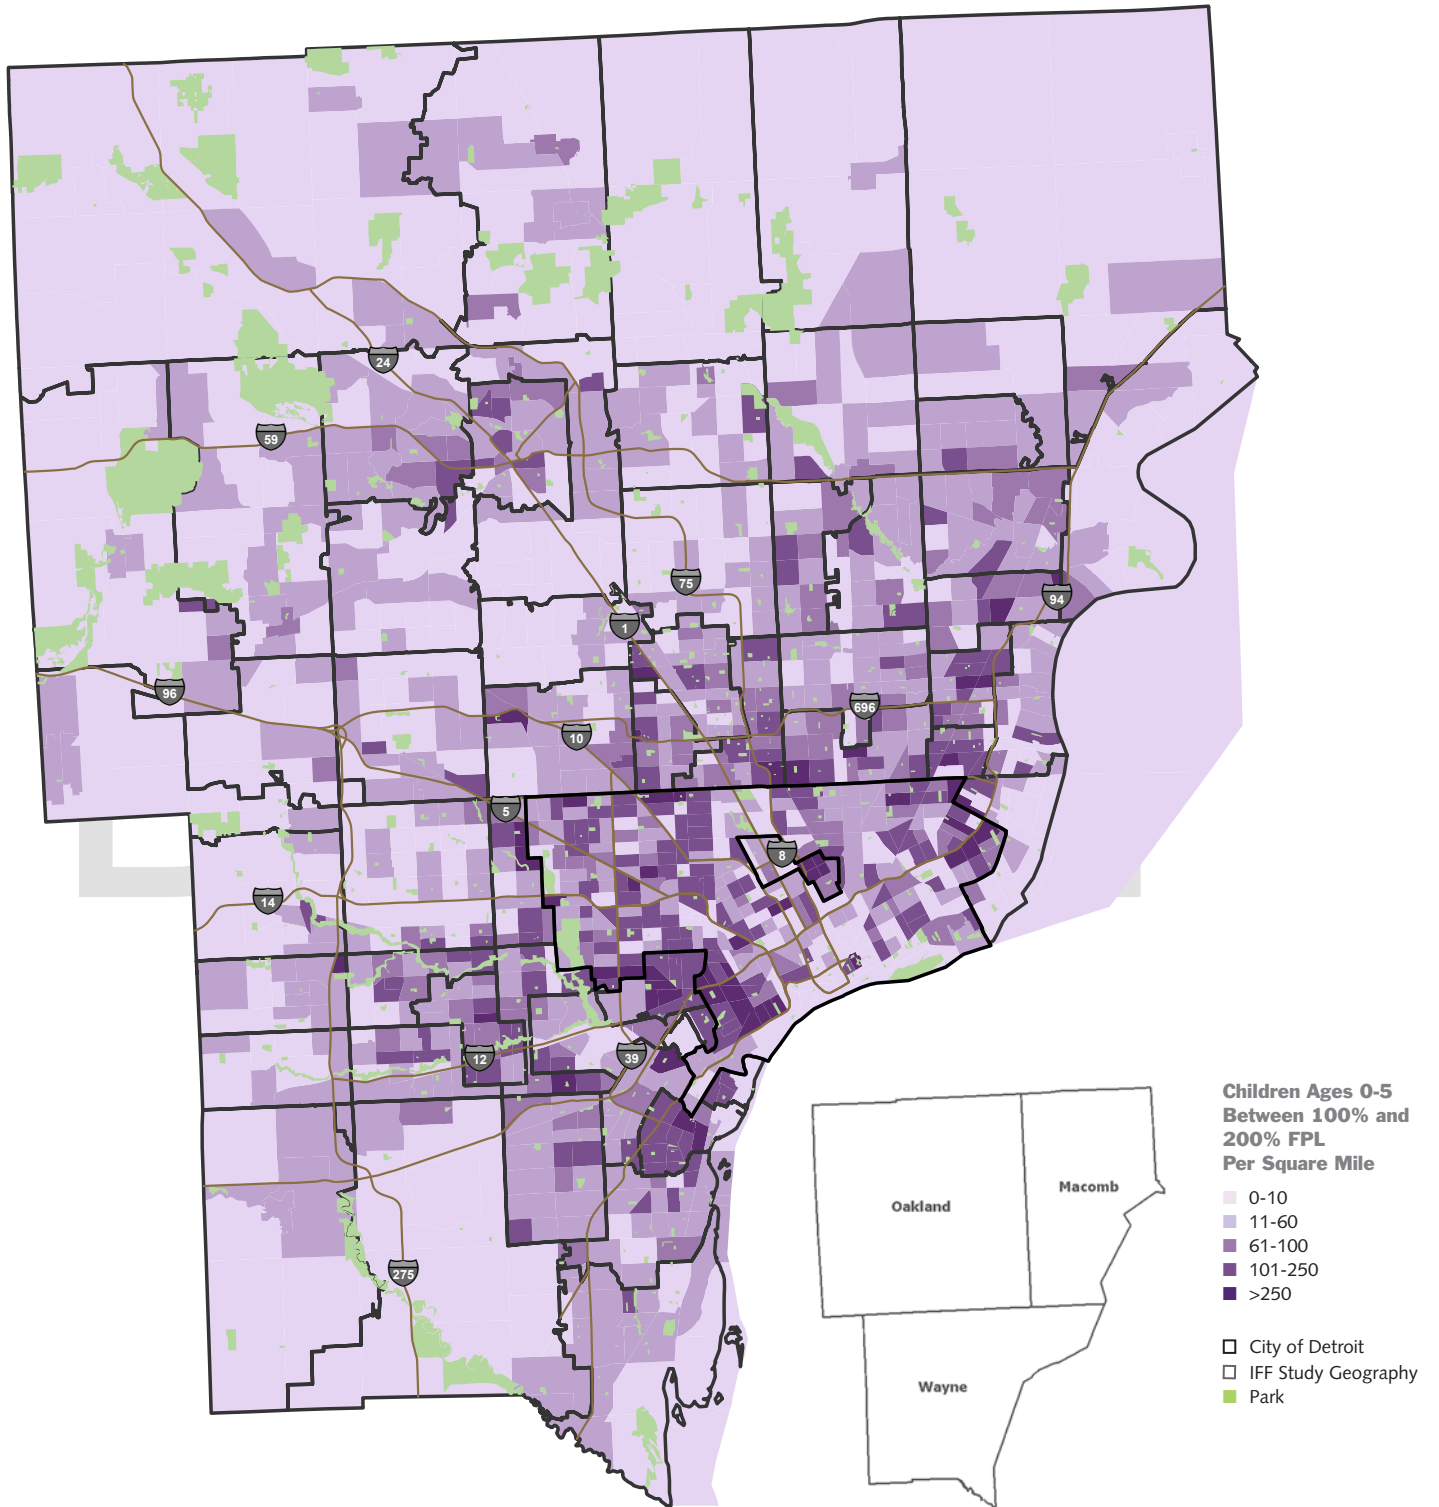 24
59
75
94
1
96
696
10
5
8
14
12
39
275
Oakland
Macomb
Wayne
Children Ages 0-5
Between 100% and
200% FPL
Per Square Mile
0-10
11-60
61-100
101-250
>250
City of Detroit
IFF Study Geography
Park